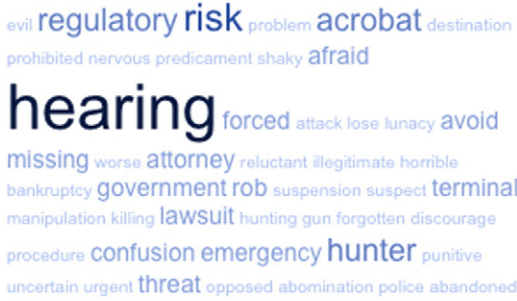 evil regulatory risk problem acrobat destination
prohibited nervous predicament shaky afraid
hearing forced attack lose lunacy avoid
missing worse attorney reluctant illegitimate horrible
bankruptcy government rob suspension suspect terminal
manipulation killing lawsuit hunting gun forgotten discourage
procedure confusion emergency hunter punitive
uncertain urgent threat opposed abomination police abandoned